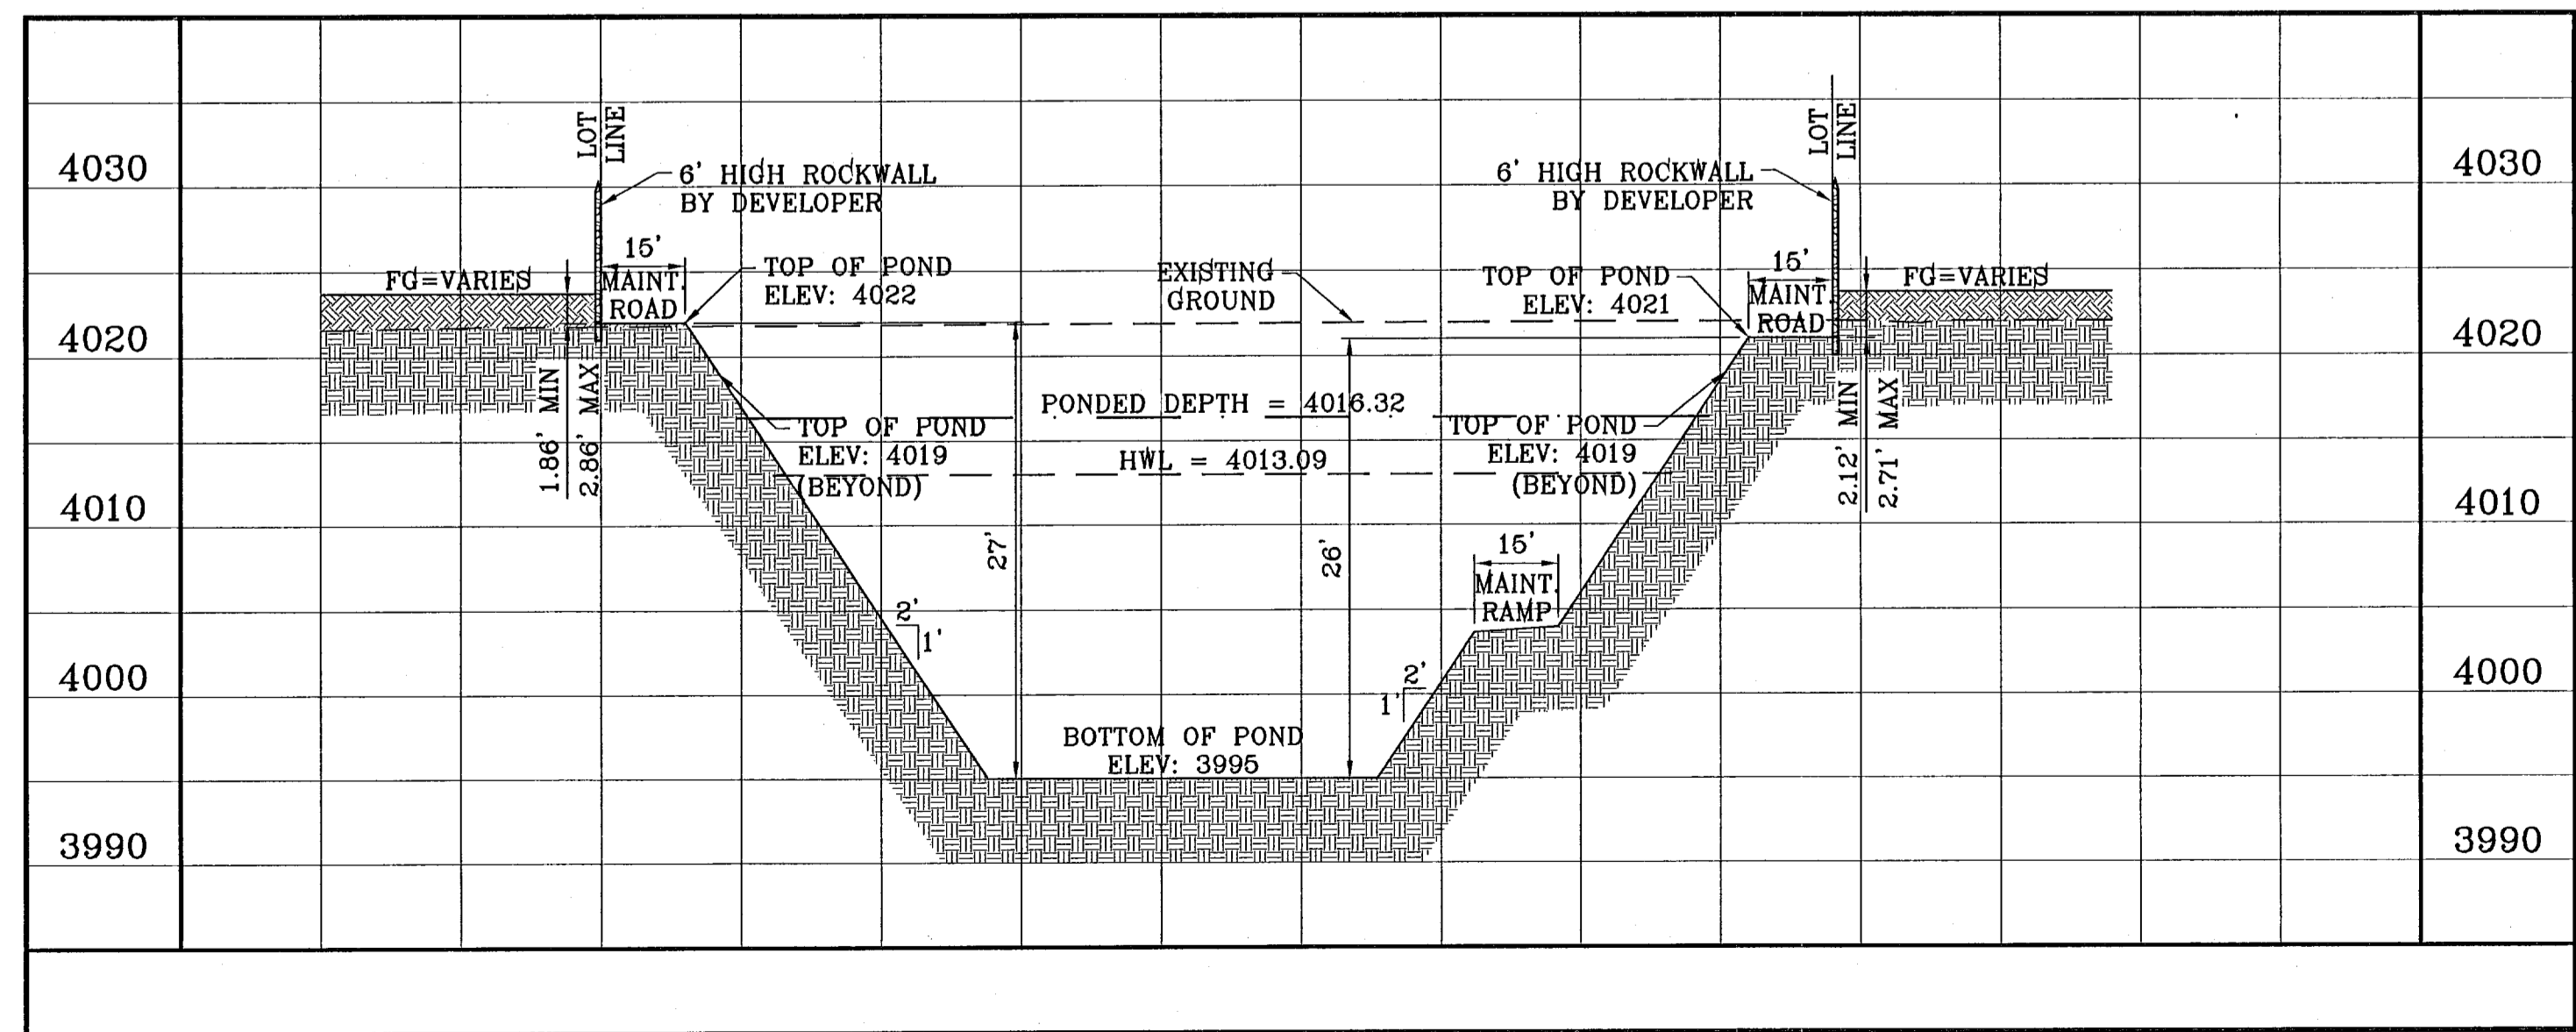 LOT
LINE
LOT
LINE
4030
6' HIGH ROCKWALL
BY DEVELOPER
6' HIGH ROCKWALL
BY DEVELOPER
4030
15'
MAINT.
ROAD
FG=VARIES
TOP OF POND
ELEV: 4022
EXISTING
GROUND
TOP OF POND
ELEV: 4021
15'
MAINT.
ROAD
FG=VARIES
4020
4020
1.86' MIN
2.86' MAX
PONDED DEPTH = 4016.32
TOP OF POND
ELEV: 4019
(BEYOND)
HWL = 4013.09
TOP OF POND
ELEV: 4019
(BEYOND)
2.12' MIN
2.71' MAX
4010
4010
27'
26'
15'
MAINT.
RAMP
2'
1'
2'
1'
4000
4000
BOTTOM OF POND
ELEV: 3995
3990
3990